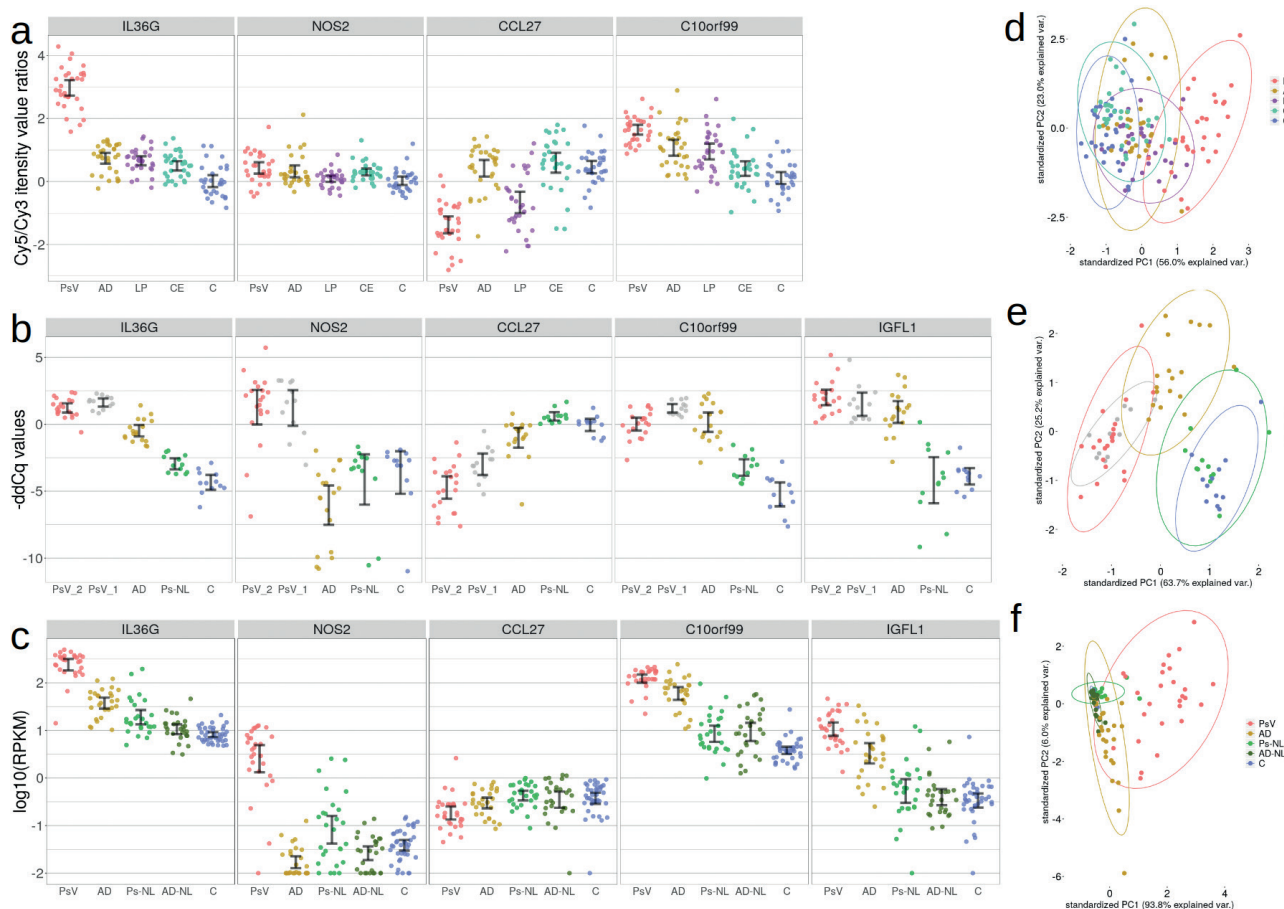 a
IL36G NOS2 CCL27 C10orf99
Cy5/Cy3 itensity value ratios
4
2
0
-2
PsV AD LP CE C PsV AD LP CE C PsV AD LP CE C PsV AD LP CE C
b
IL36G NOS2 CCL27 C10orf99 IGFL1
-ddCq values
5
0
-5
-10
PsV_2 PsV_1 AD Ps-NL C PsV_2 PsV_1 AD Ps-NL C PsV_2 PsV_1 AD Ps-NL C PsV_2 PsV_1 AD Ps-NL C PsV_2 PsV_1 AD Ps-NL C
c
IL36G NOS2 CCL27 C10orf99 IGFL1
log10(RPKM)
2
1
0
-1
-2
PsV AD Ps-NL AD-NL C PsV AD Ps-NL AD-NL C PsV AD Ps-NL AD-NL C PsV AD Ps-NL AD-NL C PsV AD Ps-NL AD-NL C
d
standardized PC2 (23.0% explained var.)
2.5
0.0
-2.5
-2 -1 0 1 2 3
standardized PC1 (56.0% explained var.)
e
standardized PC2 (25.2% explained var.)
2
1
0
-1
-2
-2 -1 0 1 2
standardized PC1 (63.7% explained var.)
f
standardized PC2 (6.0% explained var.)
2
0
-2
-4
-6
0 2 4
standardized PC1 (93.8% explained var.)
PsV
AD
Ps-NL
AD-NL
C